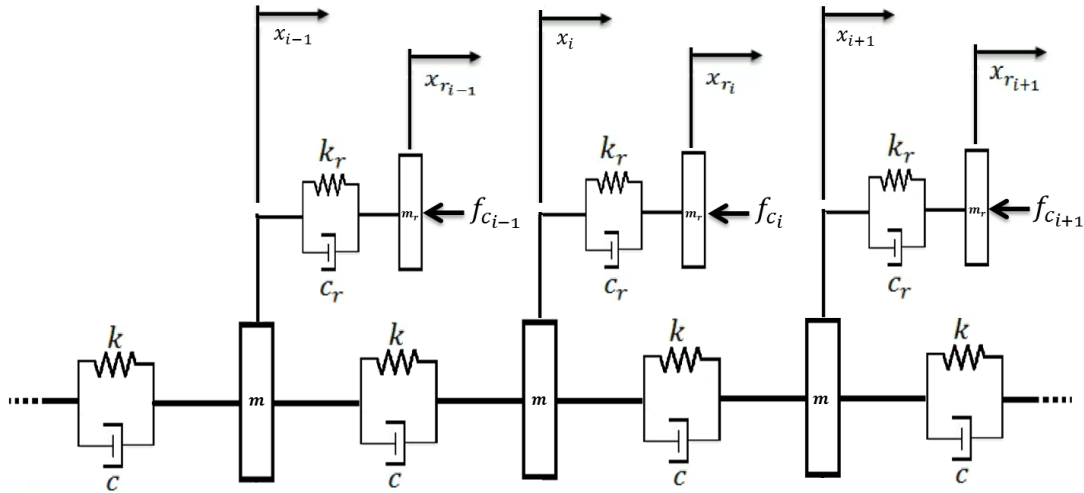 x_{i-1} x_i x_{i+1}
x_{r_{i-1}} x_{r_i} x_{r_{i+1}}
k_r k_r k_r
m_r f_{c_{i-1}} m_r f_{c_i} m_r f_{c_{i+1}}
c_r c_r c_r
k k k k
m m m
c c c c